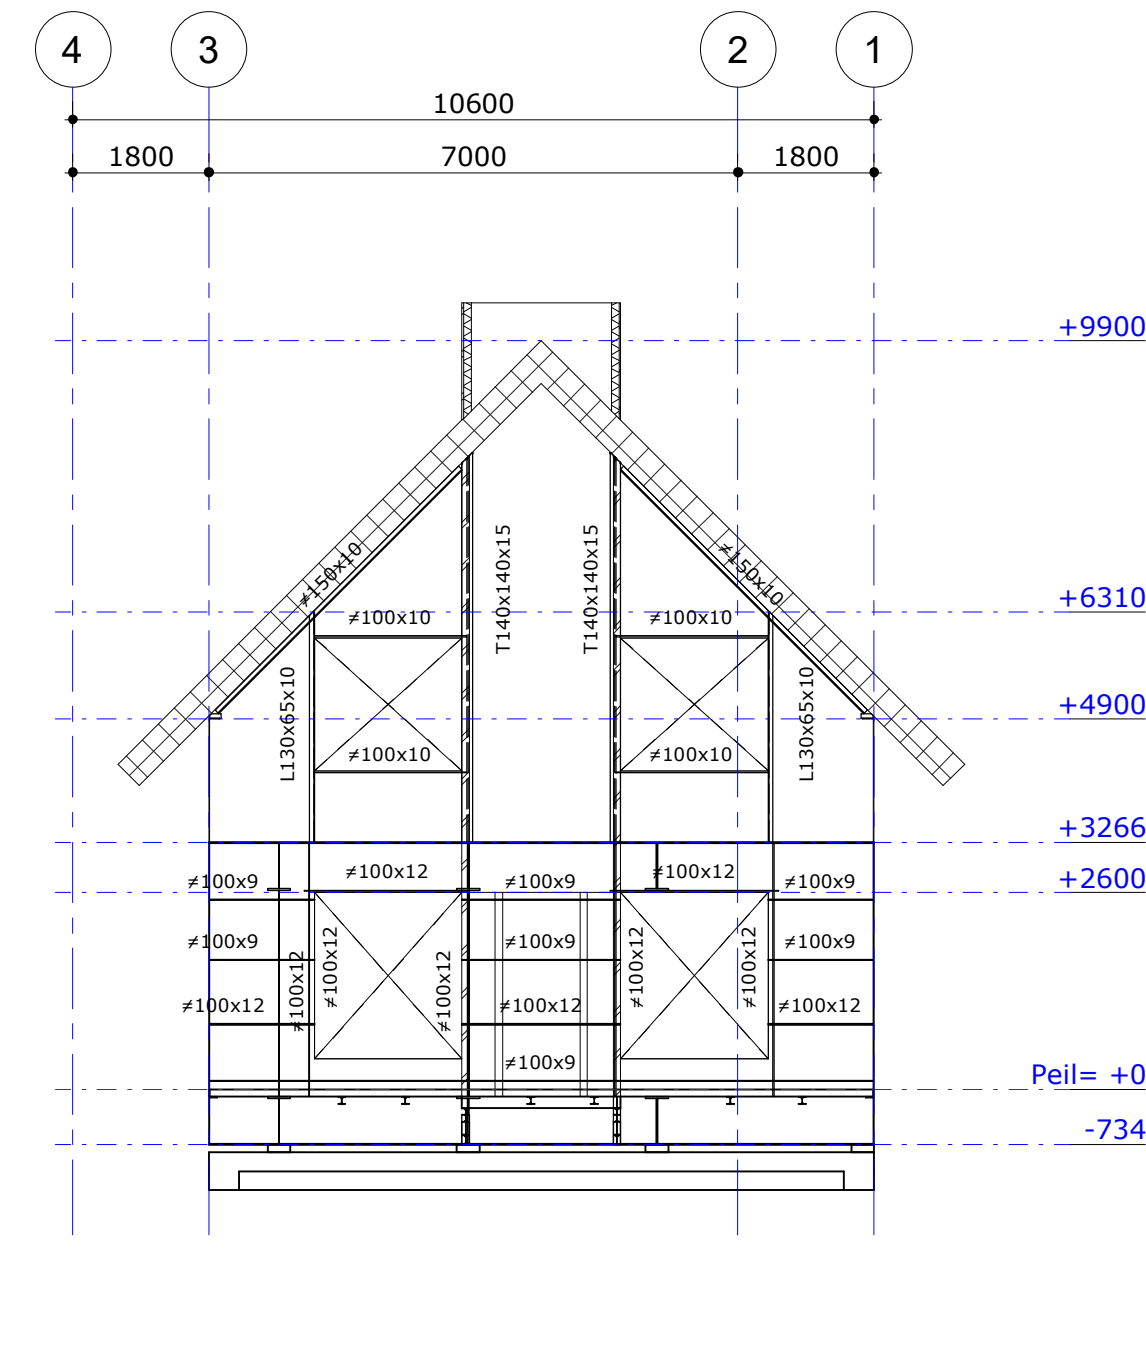 4 3 2 1
10600
1800 7000 1800
+9900
≠150x10 ≠150x10
T140x140x15 T140x140x15
+6310
≠100x10 ≠100x10
L130x65x10 L130x65x10
+4900
≠100x10 ≠100x10
+3266
≠100x12 ≠100x12
≠100x9 ≠100x9 ≠100x9
+2600
≠100x9 ≠100x9 ≠100x9
≠100x12 ≠100x12 ≠100x12 ≠100x12 ≠100x12
≠100x12 ≠100x12 ≠100x12
≠100x9
Peil= +0
-734